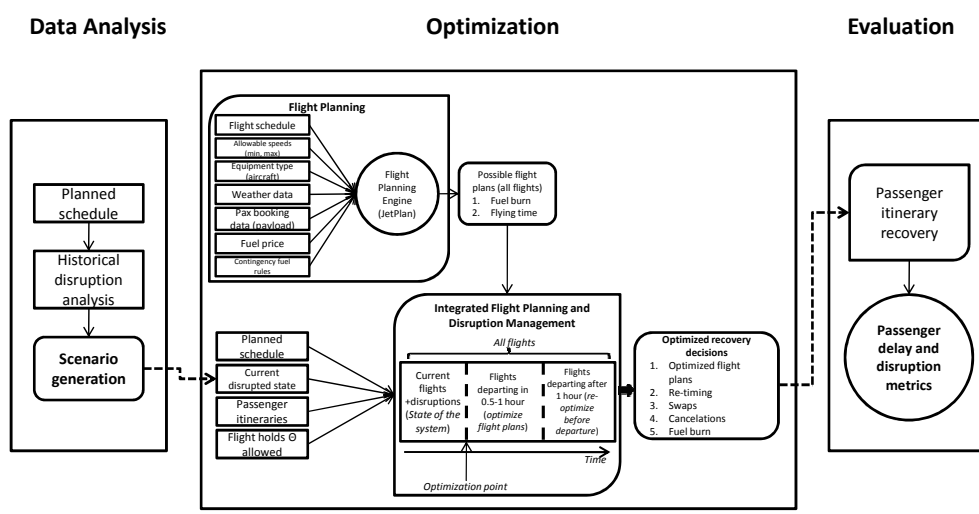 Data Analysis
Optimization
Evaluation
Planned
schedule
Historical
disruption
analysis
Scenario
generation
Flight Planning
Flight schedule
Allowable speeds
(min, max)
Equipment type
(aircraft)
Weather data
Pax booking
data (payload)
Fuel price
Contingency fuel
rules
Flight
Planning
Engine
(JetPlan)
Possible flight
plans (all flights)
1. Fuel burn
2. Flying time
Planned
schedule
Current
disrupted state
Passenger
itineraries
Flight holds Θ
allowed
Integrated Flight Planning and
Disruption Management
All flights
Current
flights
+disruptions
(State of the
system)
Flights
departing in
0.5-1 hour
(optimize
flight plans)
Flights
departing after
1 hour (re-
optimize
before
departure)
Time
Optimization point
Optimized recovery
decisions
1. Optimized flight
plans
2. Re-timing
3. Swaps
4. Cancelations
5. Fuel burn
Passenger
itinerary
recovery
Passenger
delay and
disruption
metrics